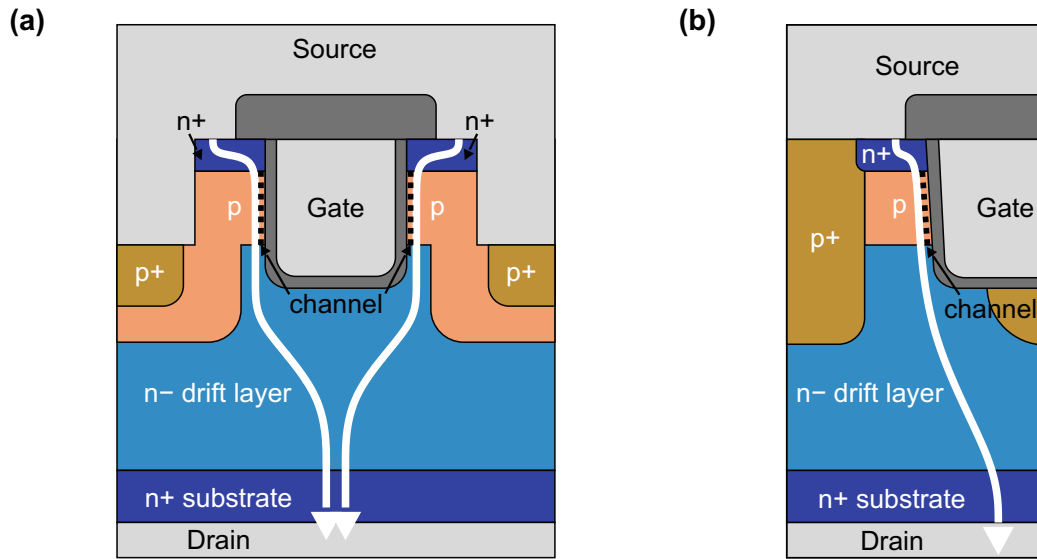 (a)
Source
n+
n+
p
Gate
p
p+
p+
channel
n− drift layer
n+ substrate
Drain
(b)
Source
n+
p
Gate
p+
channel
n− drift layer
n+ substrate
Drain